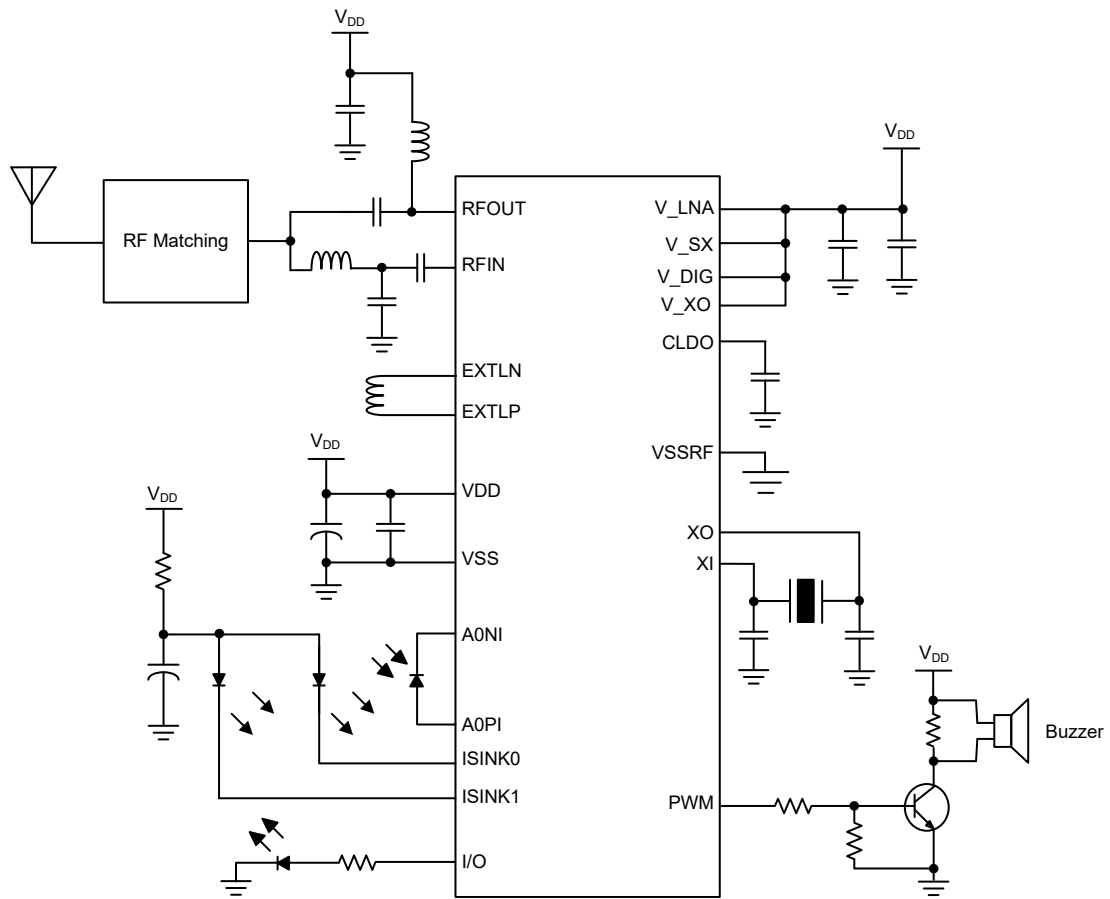 VDD
VDD
RFOUT
V_LNA
RF Matching
V_SX
RFIN
V_DIG
V_XO
CLDO
EXTLN
EXTLP
VDD
VSSRF
VDD
VDD
XO
VSS
XI
A0NI
VDD
A0PI
Buzzer
ISINK0
ISINK1
PWM
I/O